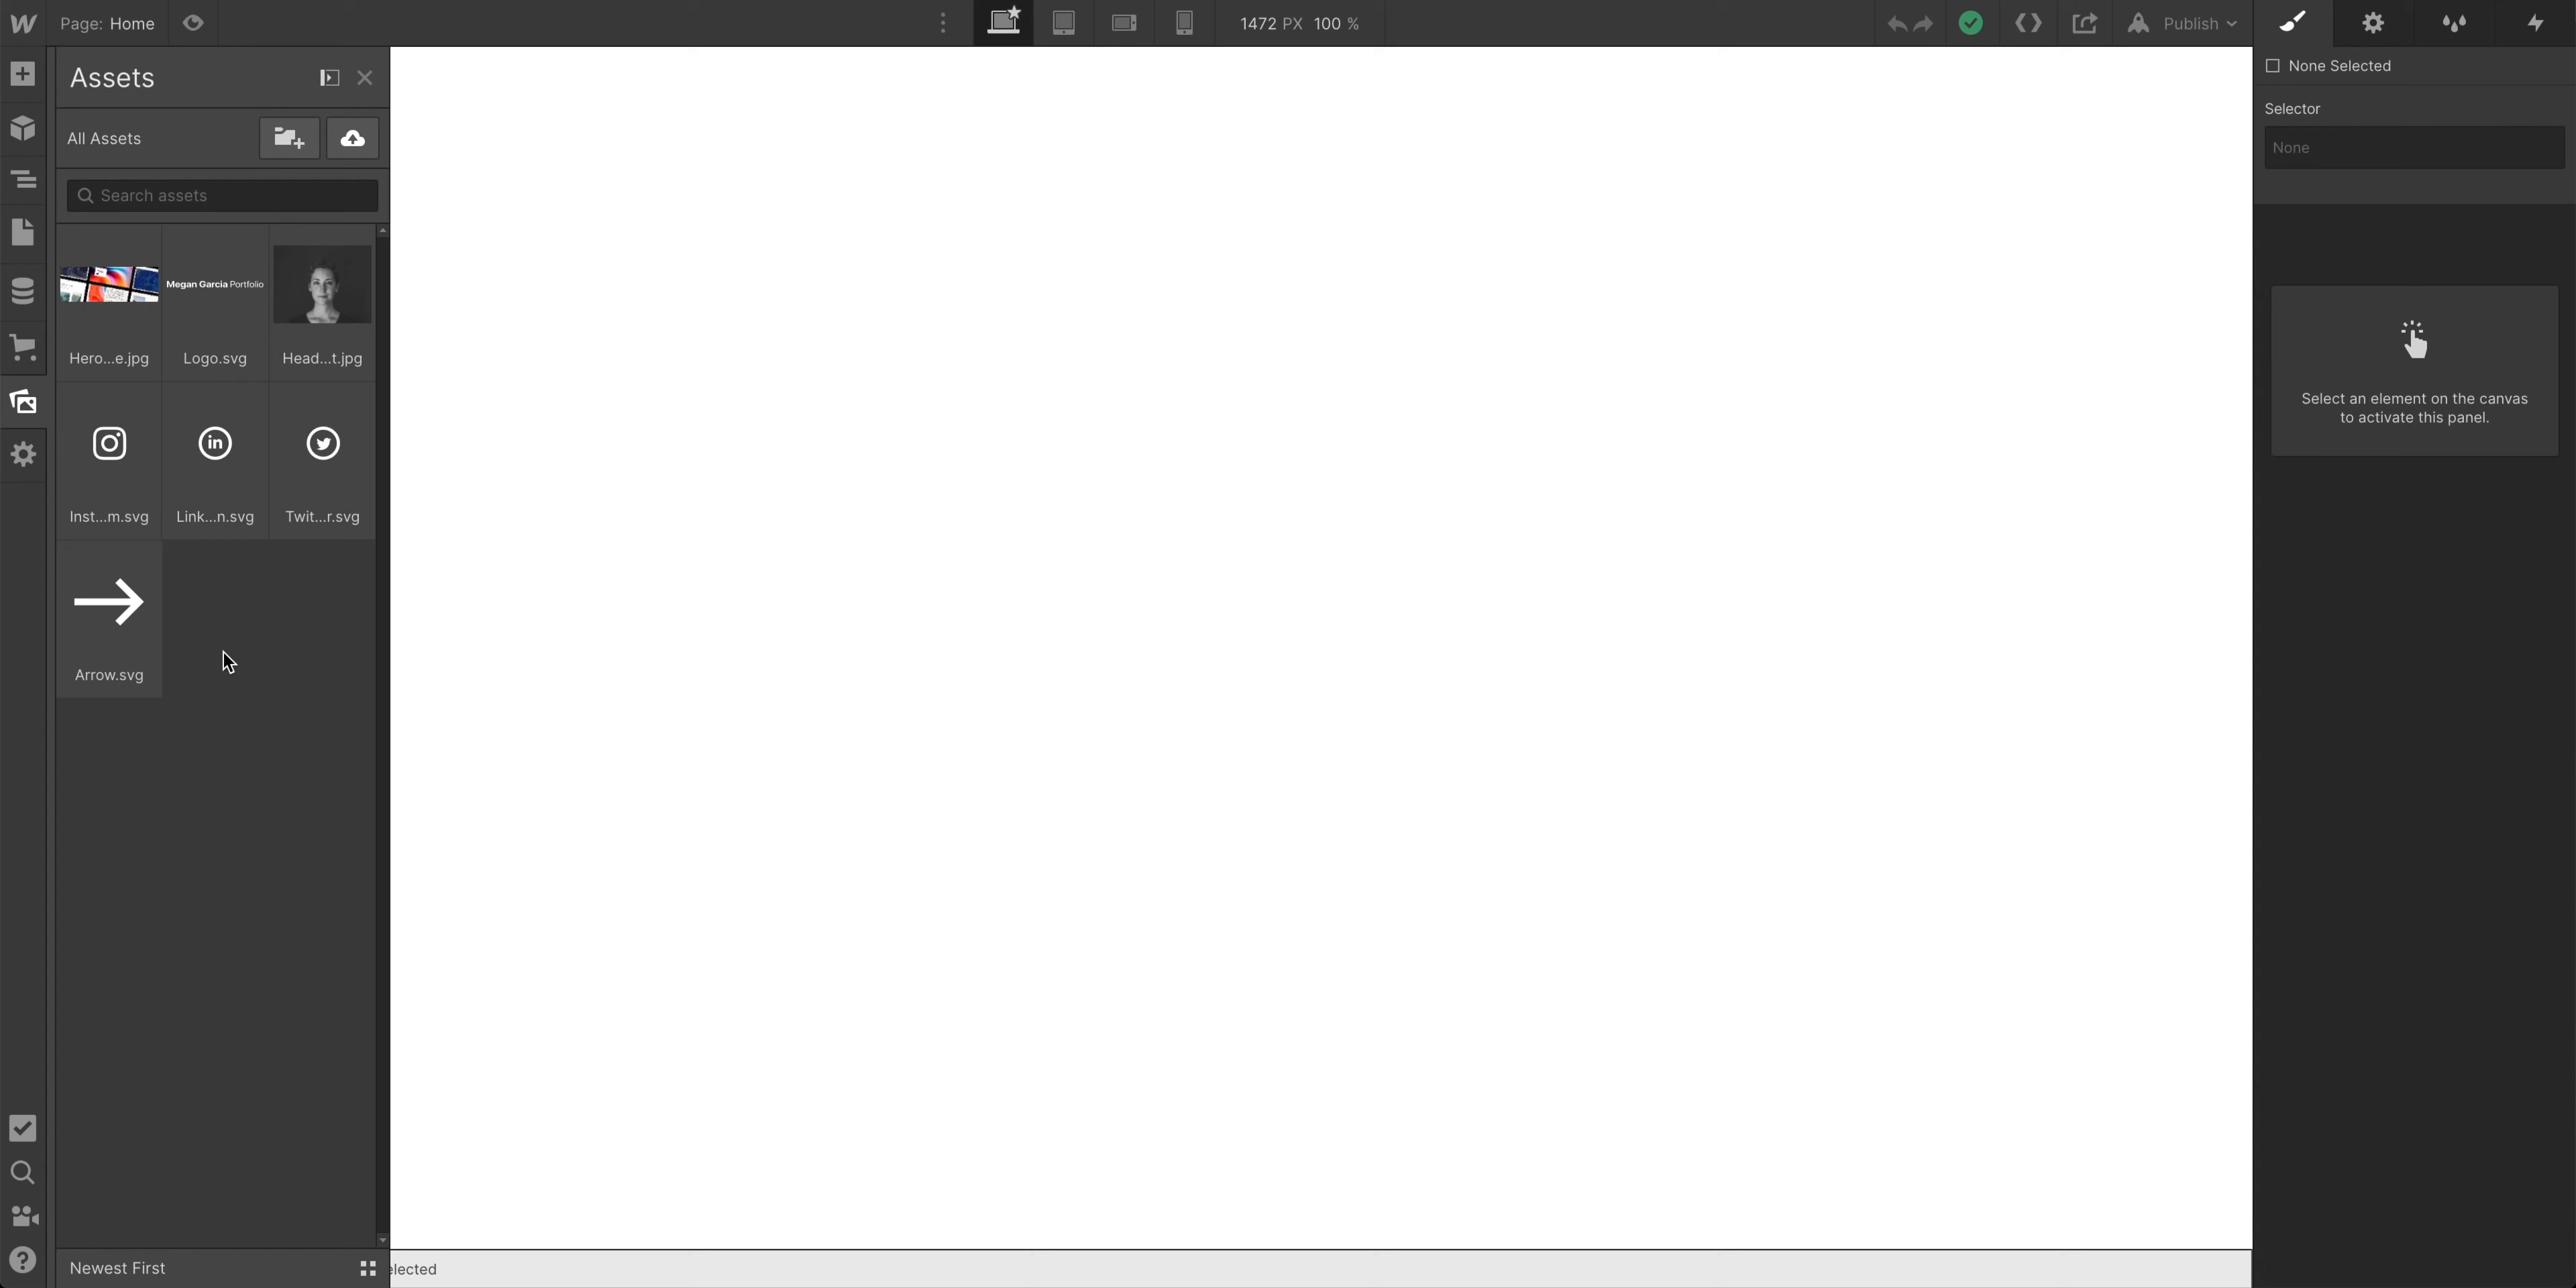 Page: Home
1472 PX 100 %
Publish
Assets
None Selected
Selector
All Assets
None
Search assets
Megan Garcia Portfolio
Hero...e.jpg
Logo.svg
Head...t.jpg
Select an element on the canvas
to activate this panel.
in
Inst...m.svg
Link...n.svg
Twit...r.svg
Arrow.svg
Newest First
elected